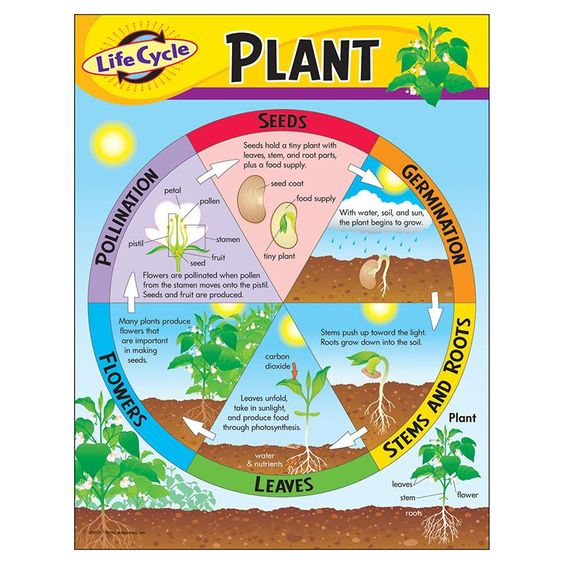 Life Cycle
PLANT
SEEDS
Seeds hold a tiny plant with
leaves, stem, and root parts,
plus a food supply.
seed coat
food supply
tiny plant
GERMINATION
With water, soil, and sun,
the plant begins to grow.
STEMS AND ROOTS
Stems push up toward the light.
Roots grow down into the soil.
LEAVES
carbon
dioxide
Leaves unfold,
take in sunlight,
and produce food
through photosynthesis.
water
& nutrients
FLOWERS
Many plants produce
flowers that
are important
in making
seeds.
POLLINATION
petal
pollen
pistil
stamen
fruit
seed
Flowers are pollinated when pollen
from the stamen moves onto the pistil.
Seeds and fruit are produced.
Plant
leaves
stem
flower
roots